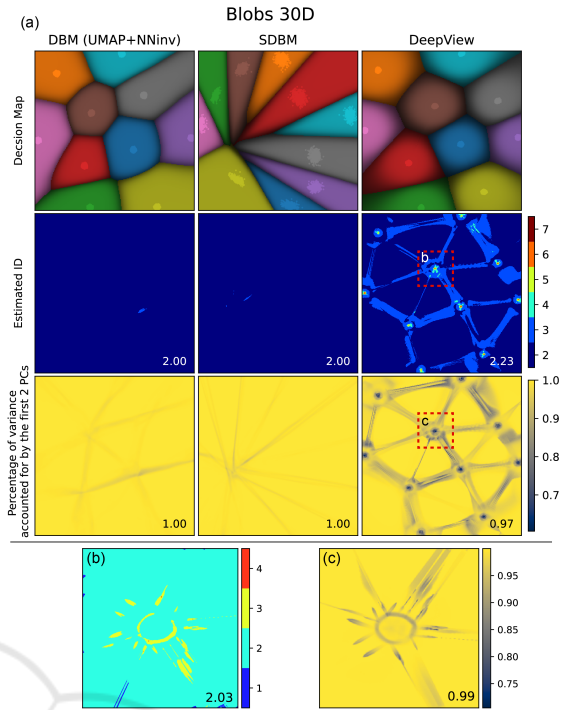 Blobs 30D
(a)
DBM (UMAP+NNinv)
SDBM
DeepView
Decsion Map
Estimated ID
b
2.00
2.00
2.23
7
6
5
4
3
2
Percentage of variance
accounted for by the first 2 PCs
c
1.00
1.00
0.97
1.0
0.9
0.8
0.7
(b)
2.03
4
3
2
1
(c)
0.99
0.95
0.90
0.85
0.80
0.75